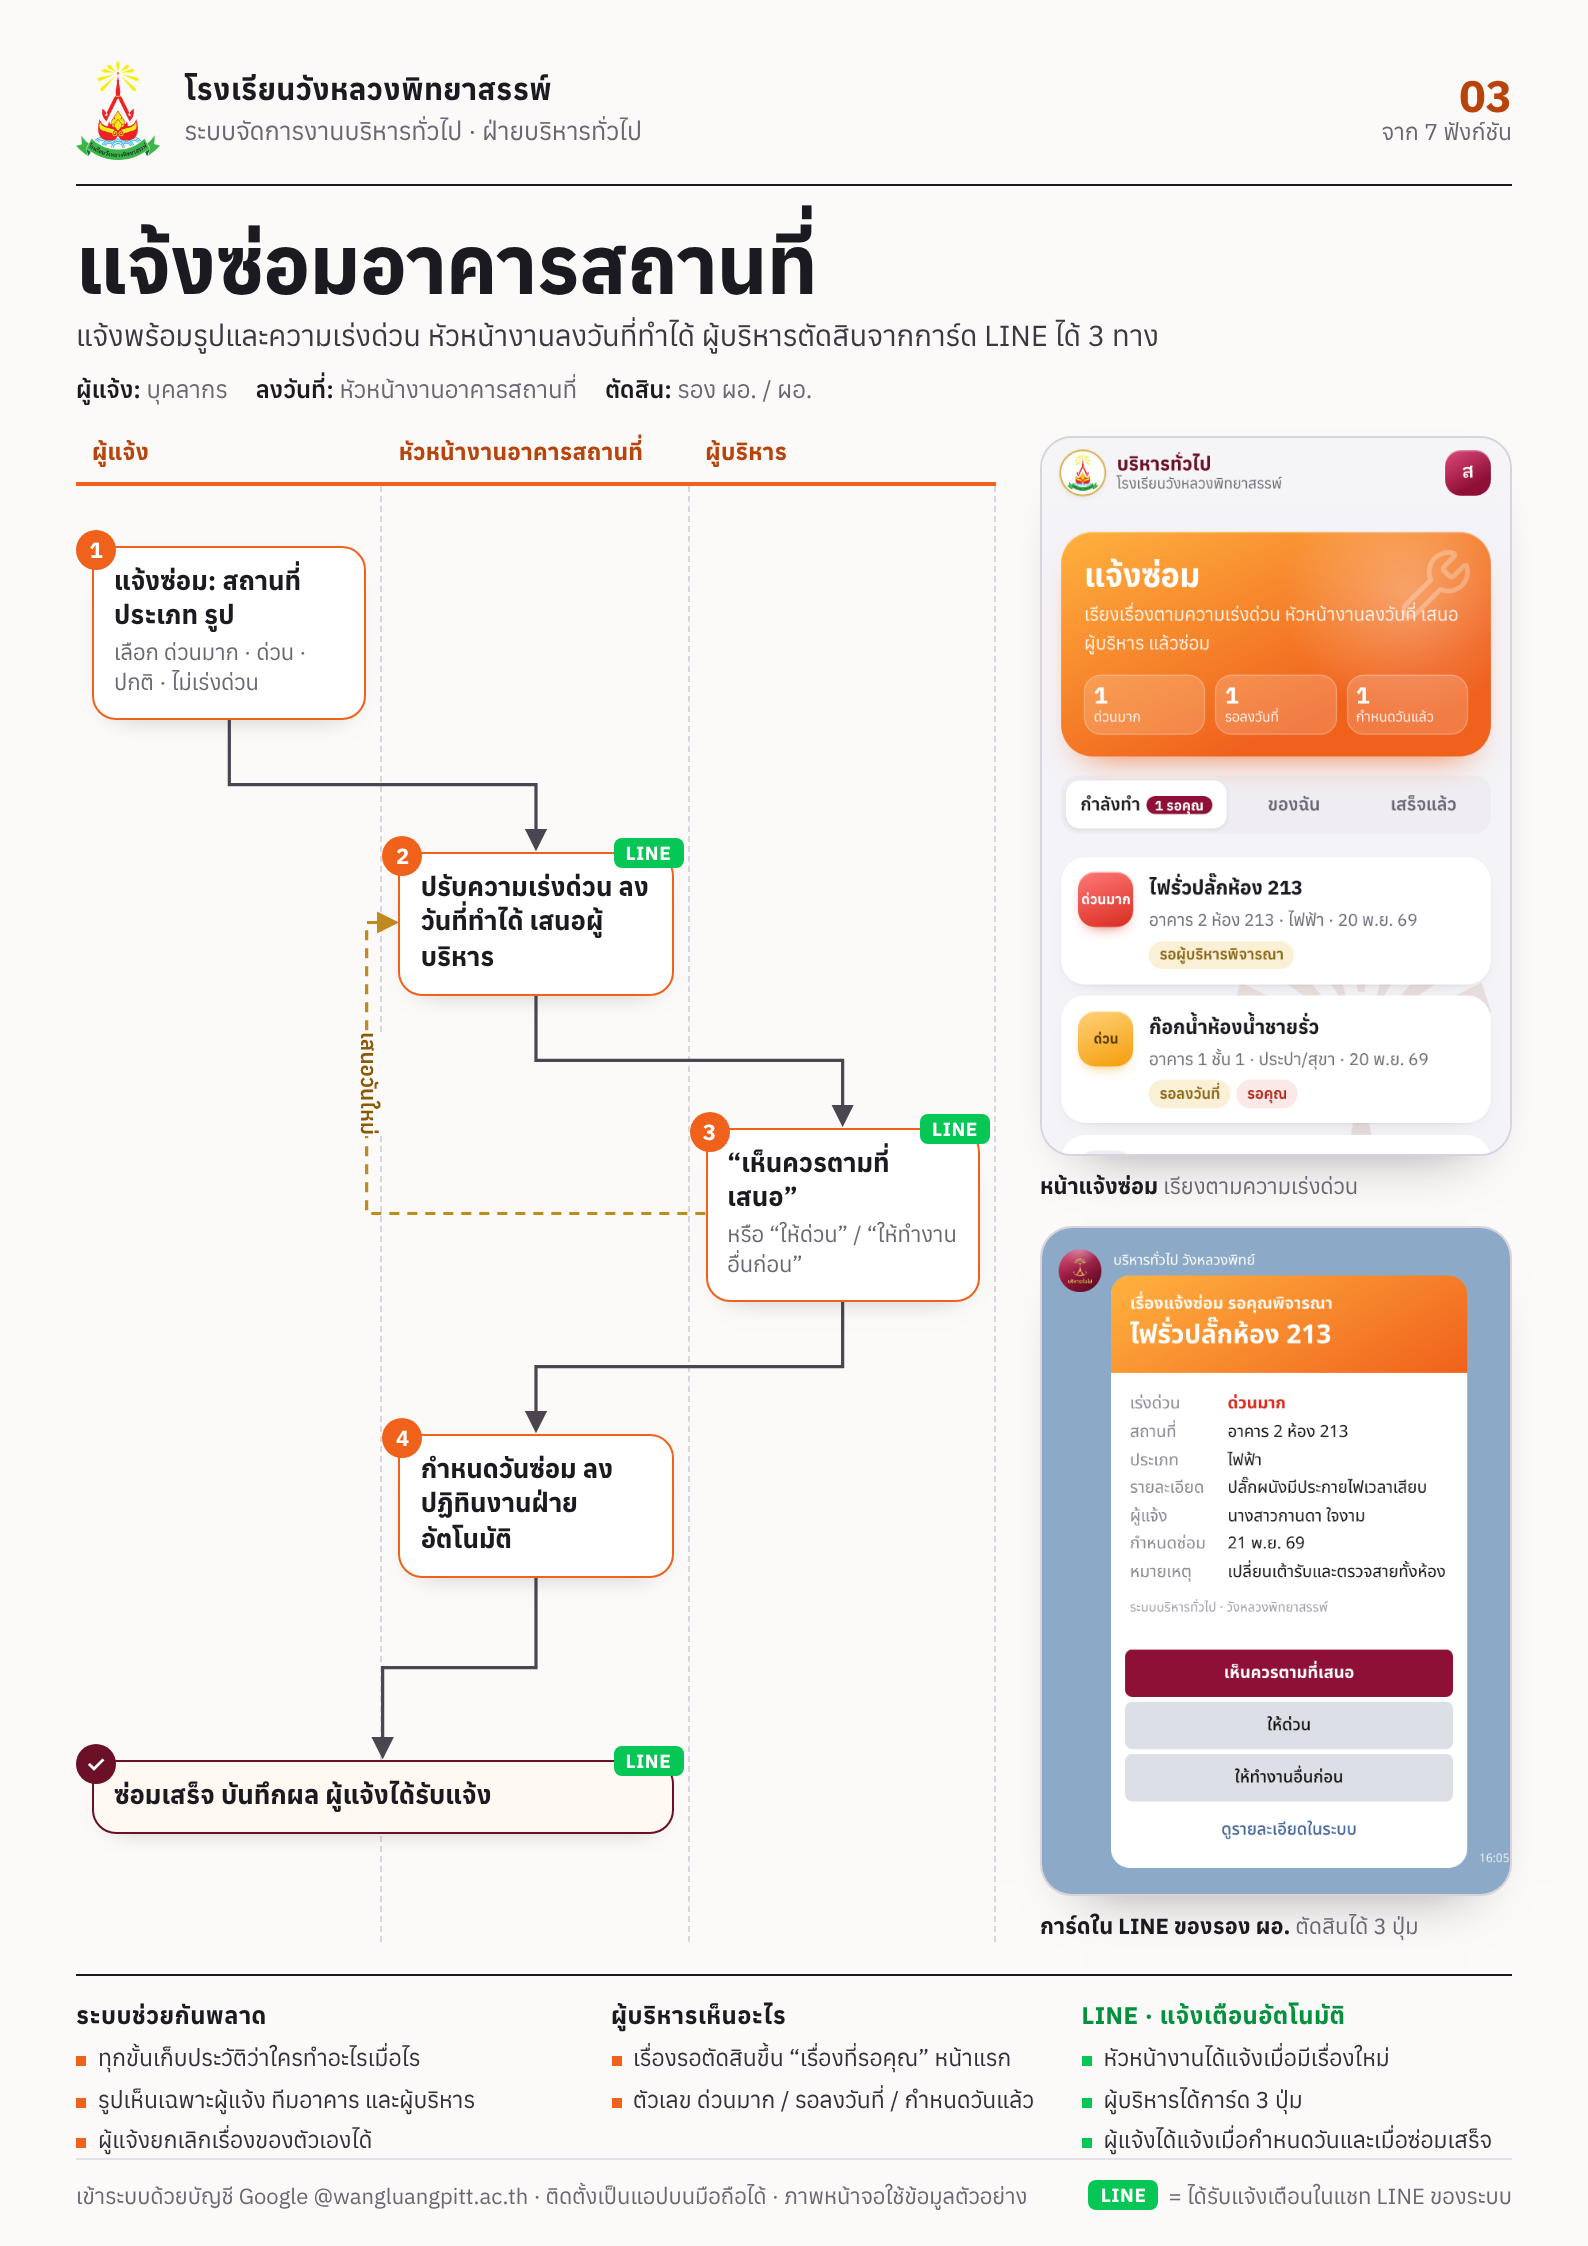 โรงเรียนวังหลวงพิทยาสรรพ์
ระบบจัดการงานบริหารทั่วไป · ฝ่ายบริหารทั่วไป
03
จาก 7 ฟังก์ชัน
แจ้งซ่อมอาคารสถานที่
แจ้งพร้อมรูปและความเร่งด่วน หัวหน้างานลงวันที่ทำได้ ผู้บริหารตัดสินจากการ์ด LINE ได้ 3 ทาง
ผู้แจ้ง: บุคลากร ลงวันที่: หัวหน้างานอาคารสถานที่ ตัดสิน: รอง ผอ. / ผอ.
ผู้แจ้ง
หัวหน้างานอาคารสถานที่
ผู้บริหาร
1
แจ้งซ่อม: สถานที่
ประเภท รูป
เลือก ด่วนมาก · ด่วน ·
ปกติ · ไม่เร่งด่วน
2
LINE
ปรับความเร่งด่วน ลง
วันที่ทำได้ เสนอผู้
บริหาร
เสนอวันใหม่
3
LINE
“เห็นควรตามที่
เสนอ”
หรือ “ให้ด่วน” / “ให้ทำงาน
อื่นก่อน”
4
กำหนดวันซ่อม ลง
ปฏิทินงานฝ่าย
อัตโนมัติ
LINE
ซ่อมเสร็จ บันทึกผล ผู้แจ้งได้รับแจ้ง
บริหารทั่วไป
โรงเรียนวังหลวงพิทยาสรรพ์
ส
แจ้งซ่อม
เรียงเรื่องตามความเร่งด่วน หัวหน้างานลงวันที่ เสนอ
ผู้บริหาร แล้วซ่อม
1
ด่วนมาก
1
รอลงวันที่
1
กำหนดวันแล้ว
กำลังทำ 1 รอคุณ
ของฉัน
เสร็จแล้ว
ด่วนมาก
ไฟรั่วปลั๊กห้อง 213
อาคาร 2 ห้อง 213 · ไฟฟ้า · 20 พ.ย. 69
รอผู้บริหารพิจารณา
ด่วน
ก๊อกน้ำห้องน้ำชายรั่ว
อาคาร 1 ชั้น 1 · ประปา/สุขา · 20 พ.ย. 69
รอลงวันที่ รอคุณ
หน้าแจ้งซ่อม เรียงตามความเร่งด่วน
บริหารทั่วไป วังหลวงพิทย์
เรื่องแจ้งซ่อม รอคุณพิจารณา
ไฟรั่วปลั๊กห้อง 213
เร่งด่วน ด่วนมาก
สถานที่ อาคาร 2 ห้อง 213
ประเภท ไฟฟ้า
รายละเอียด ปลั๊กผนังมีประกายไฟเวลาเสียบ
ผู้แจ้ง นางสาวกานดา ใจงาม
กำหนดซ่อม 21 พ.ย. 69
หมายเหตุ เปลี่ยนเต้ารับและตรวจสายทั้งห้อง
ระบบบริหารทั่วไป · วังหลวงพิทยาสรรพ์
เห็นควรตามที่เสนอ
ให้ด่วน
ให้ทำงานอื่นก่อน
ดูรายละเอียดในระบบ
16:05
การ์ดใน LINE ของรอง ผอ. ตัดสินได้ 3 ปุ่ม
ระบบช่วยกันพลาด
ทุกขั้นเก็บประวัติว่าใครทำอะไรเมื่อไร
รูปเห็นเฉพาะผู้แจ้ง ทีมอาคาร และผู้บริหาร
ผู้แจ้งยกเลิกเรื่องของตัวเองได้
ผู้บริหารเห็นอะไร
เรื่องรอตัดสินขึ้น “เรื่องที่รอคุณ” หน้าแรก
ตัวเลข ด่วนมาก / รอลงวันที่ / กำหนดวันแล้ว
LINE · แจ้งเตือนอัตโนมัติ
หัวหน้างานได้แจ้งเมื่อมีเรื่องใหม่
ผู้บริหารได้การ์ด 3 ปุ่ม
ผู้แจ้งได้แจ้งเมื่อกำหนดวันและเมื่อซ่อมเสร็จ
เข้าระบบด้วยบัญชี Google @wangluangpitt.ac.th · ติดตั้งเป็นแอปบนมือถือได้ · ภาพหน้าจอใช้ข้อมูลตัวอย่าง
LINE = ได้รับแจ้งเตือนในแชท LINE ของระบบ